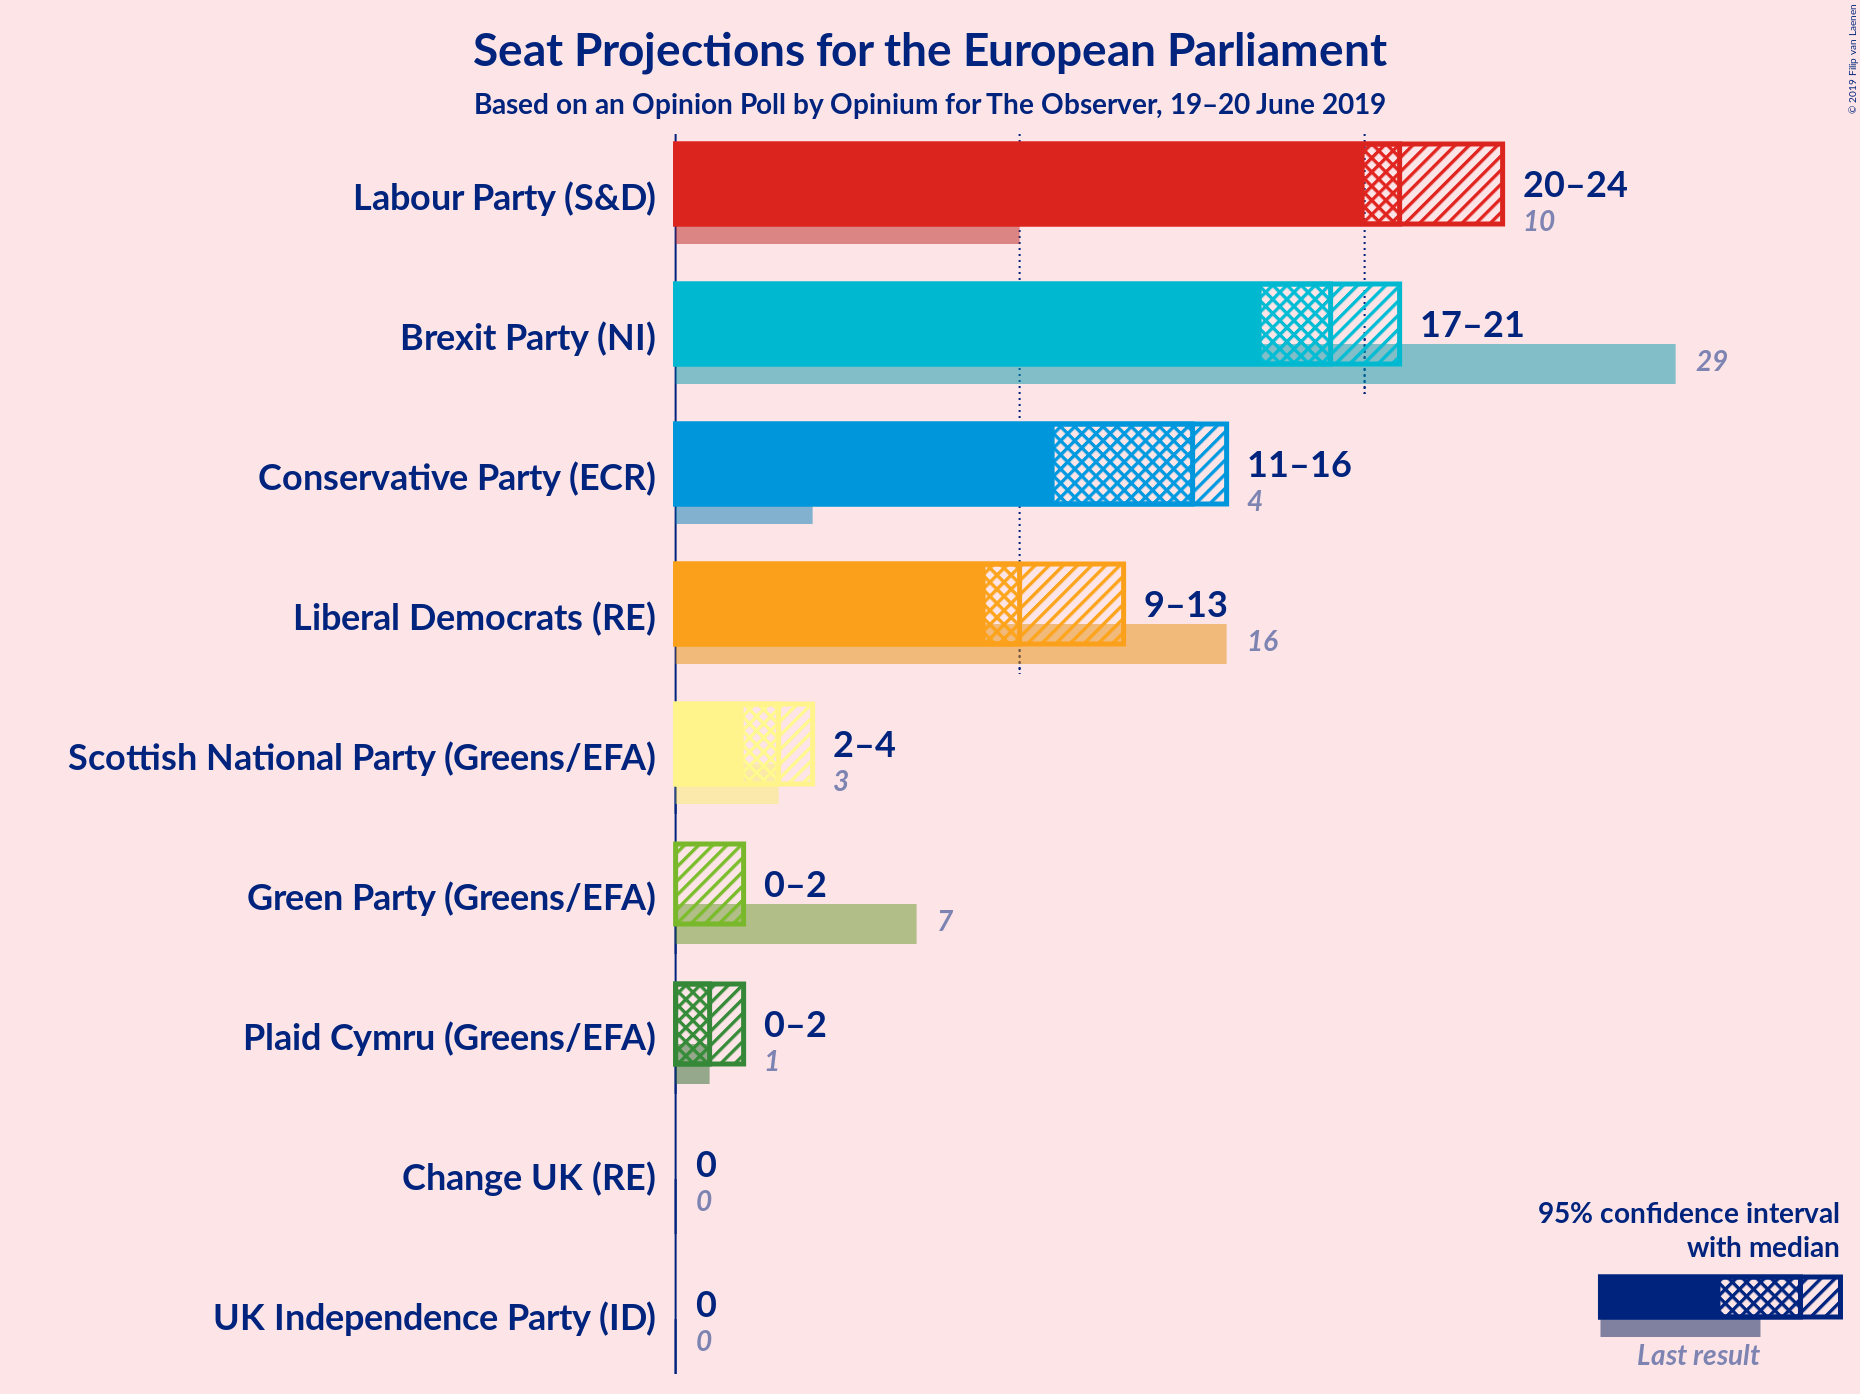 Seat Projections for the European Parliament
Based on an Opinion Poll by Opinium for The Observer, 19–20 June 2019
© 2019 Filip van Laenen
Labour Party (S&D)
20–24
10
Brexit Party (NI)
17–21
29
Conservative Party (ECR)
11–16
4
Liberal Democrats (RE)
9–13
16
Scottish National Party (Greens/EFA)
2–4
3
Green Party (Greens/EFA)
0–2
7
Plaid Cymru (Greens/EFA)
0–2
1
Change UK (RE)
0
0
UK Independence Party (ID)
0
0
95% confidence interval
with median
Last result